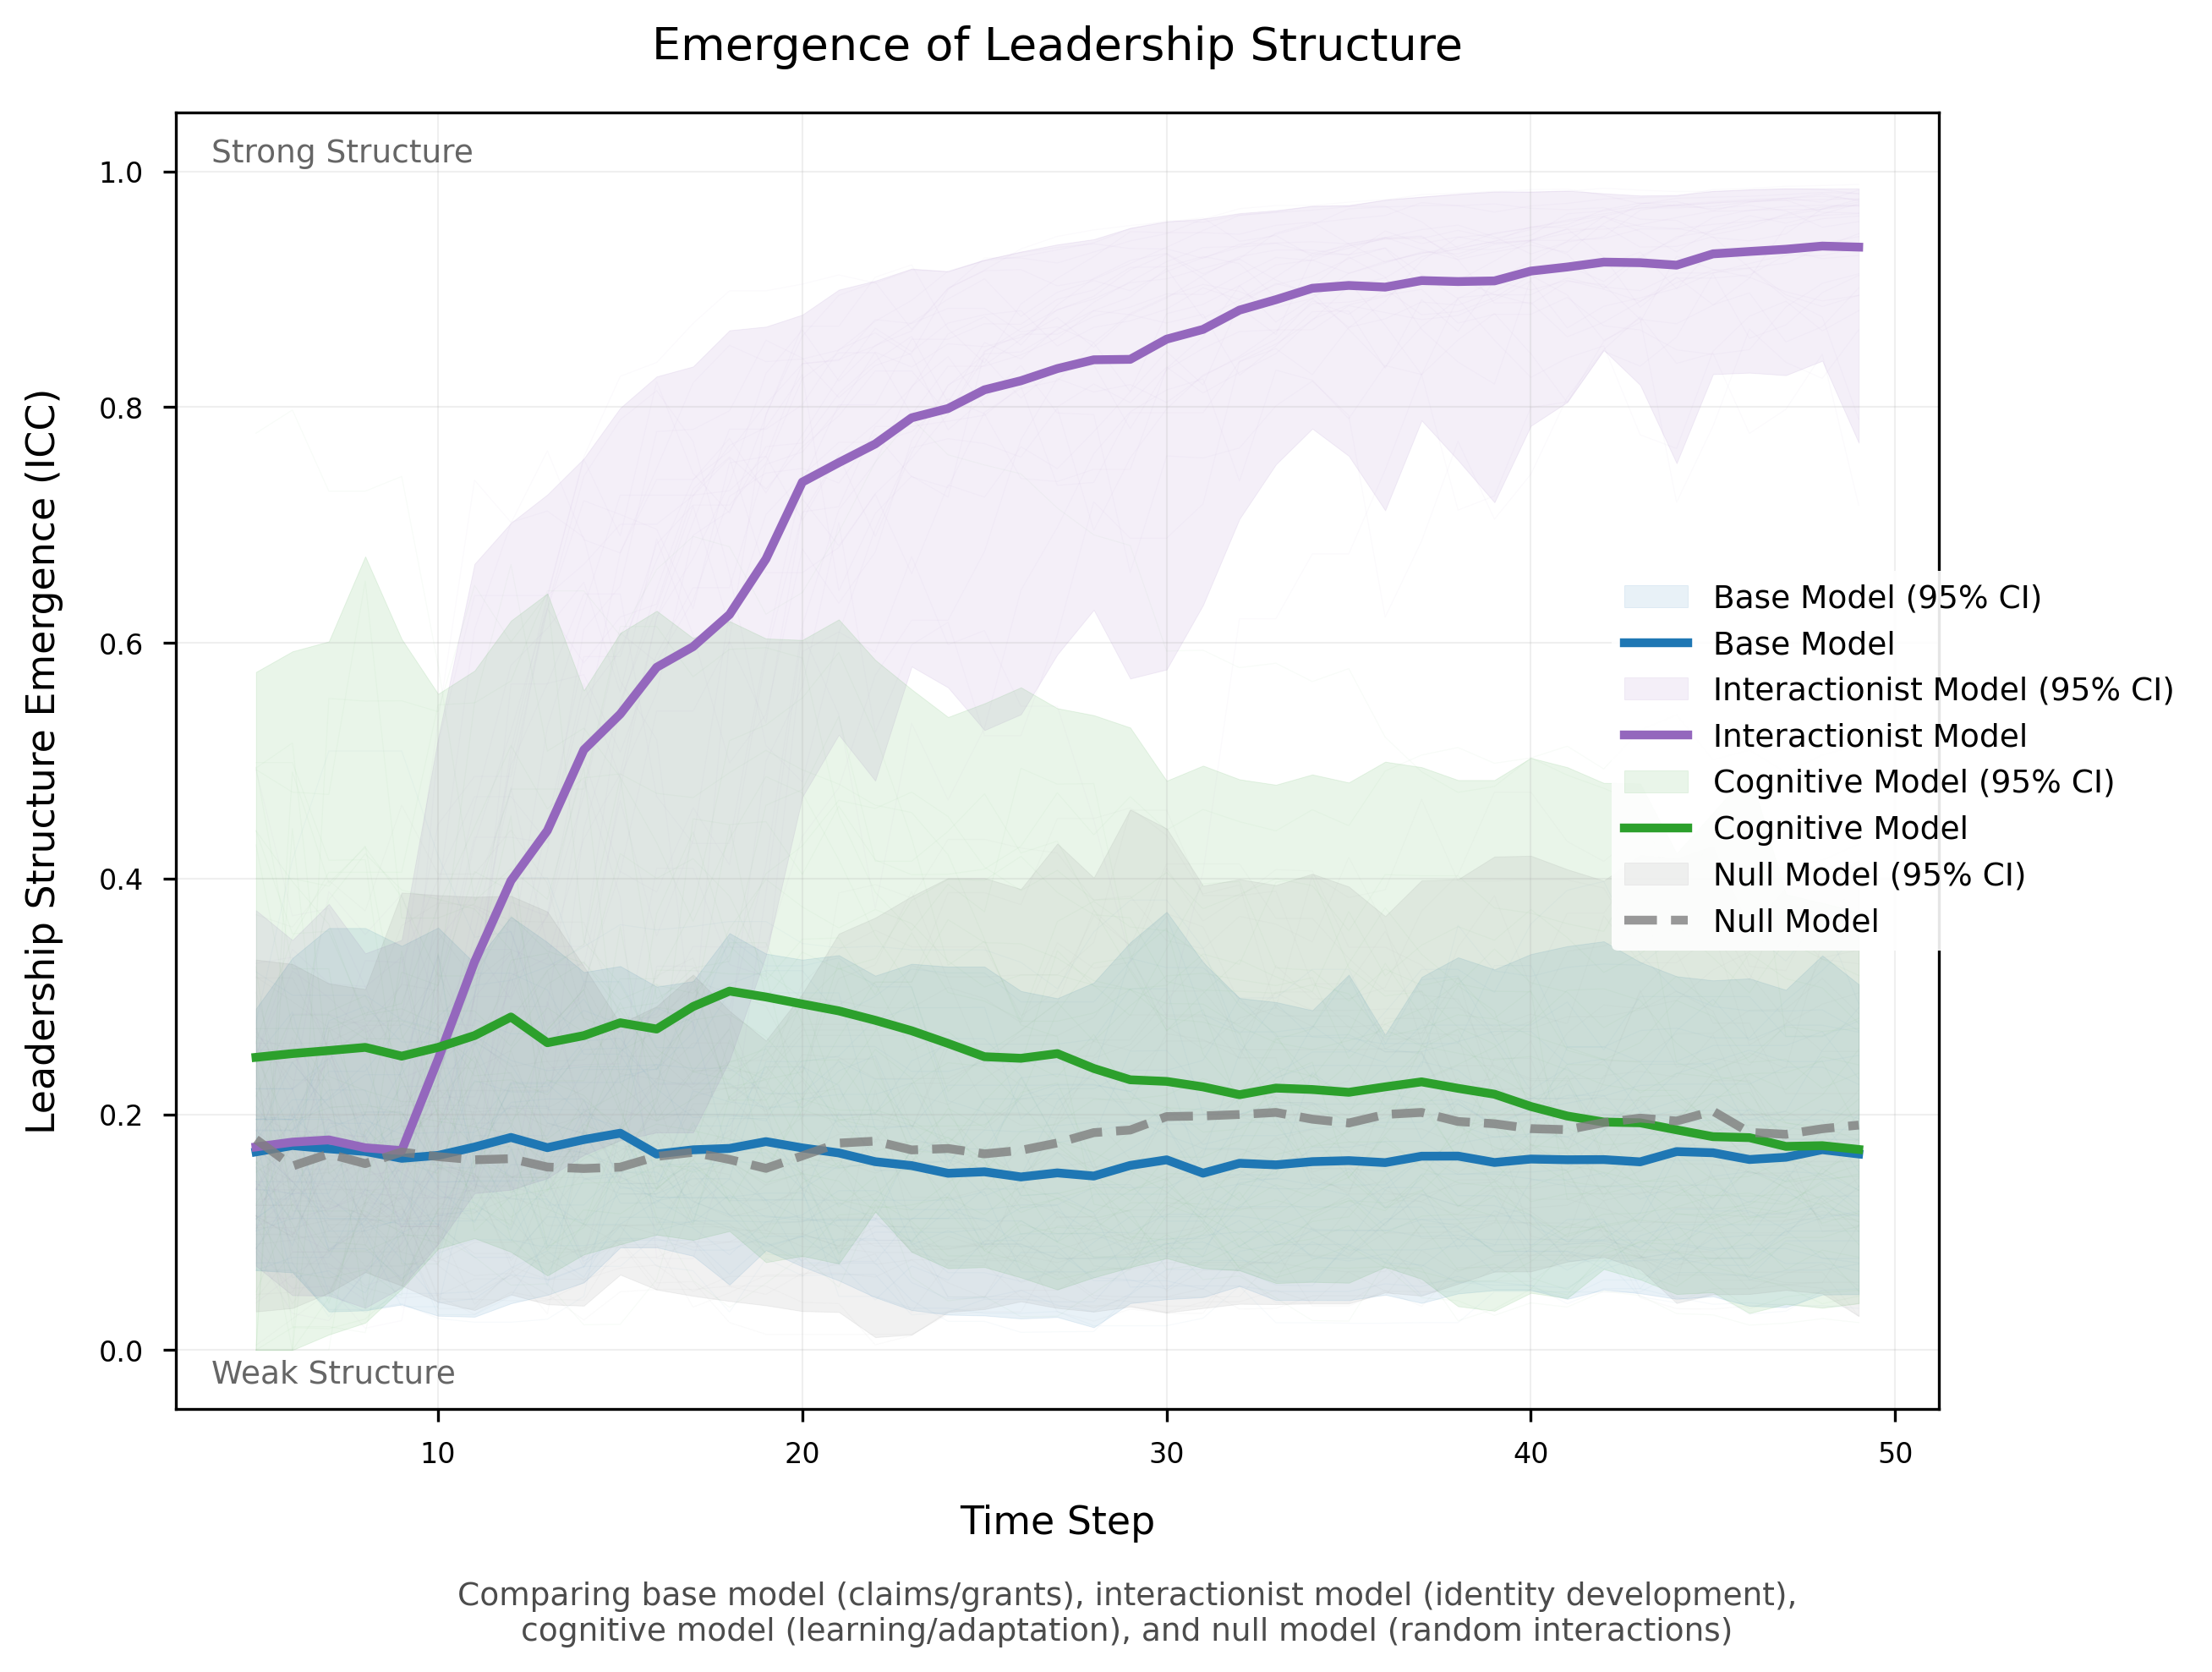 Emergence of Leadership Structure
Strong Structure
Leadership Structure Emergence (ICC)
1.0
0.8
0.6
0.4
0.2
0.0
Base Model (95% CI)
Base Model
Interactionist Model (95% CI)
Interactionist Model
Cognitive Model (95% CI)
Cognitive Model
Null Model (95% CI)
Null Model
Weak Structure
10 20 30 40 50
Time Step
Comparing base model (claims/grants), interactionist model (identity development),
cognitive model (learning/adaptation), and null model (random interactions)